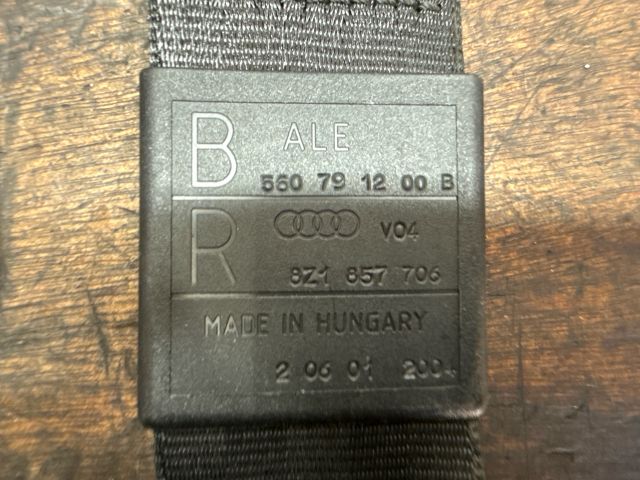 B ALE
560 79 12 00 B
R V04
8Z1 857 706
MADE IN HUNGARY
2 06 01 2004